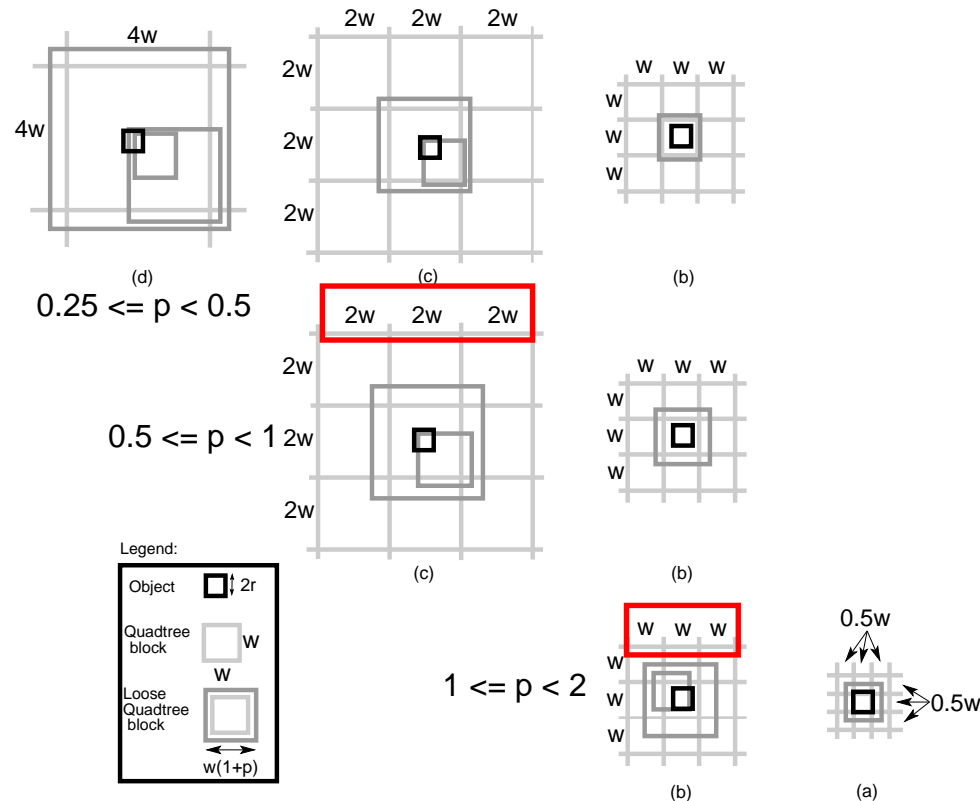 4w
4w
(d)
2w 2w 2w
2w
2w
2w
(c)
w w w
w
w
w
(b)
0.25 <= p < 0.5
2w 2w 2w
2w
2w
2w
(c)
w w w
w
w
w
(b)
0.5 <= p < 1
Legend:
Object
2r
Quadtree
block
w
w
Loose
Quadtree
block
w(1+p)
1 <= p < 2
w w w
w
w
w
(b)
0.5w
0.5w
(a)